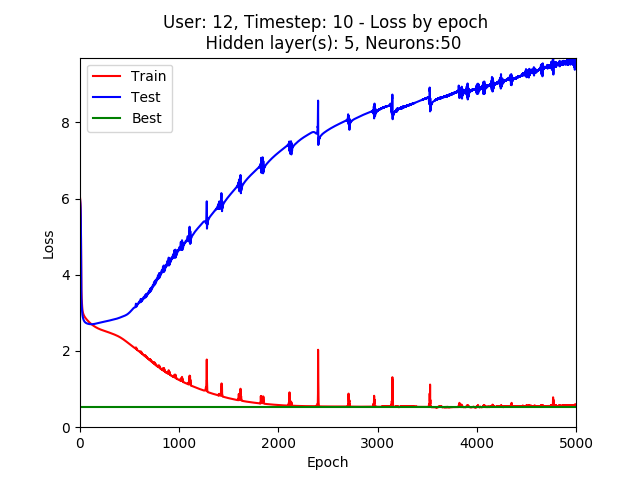 User: 12, Timestep: 10 - Loss by epoch
Hidden layer(s): 5, Neurons:50
Train
Test
Best
8
6
4
2
0
Loss
0
1000
2000
3000
4000
5000
Epoch